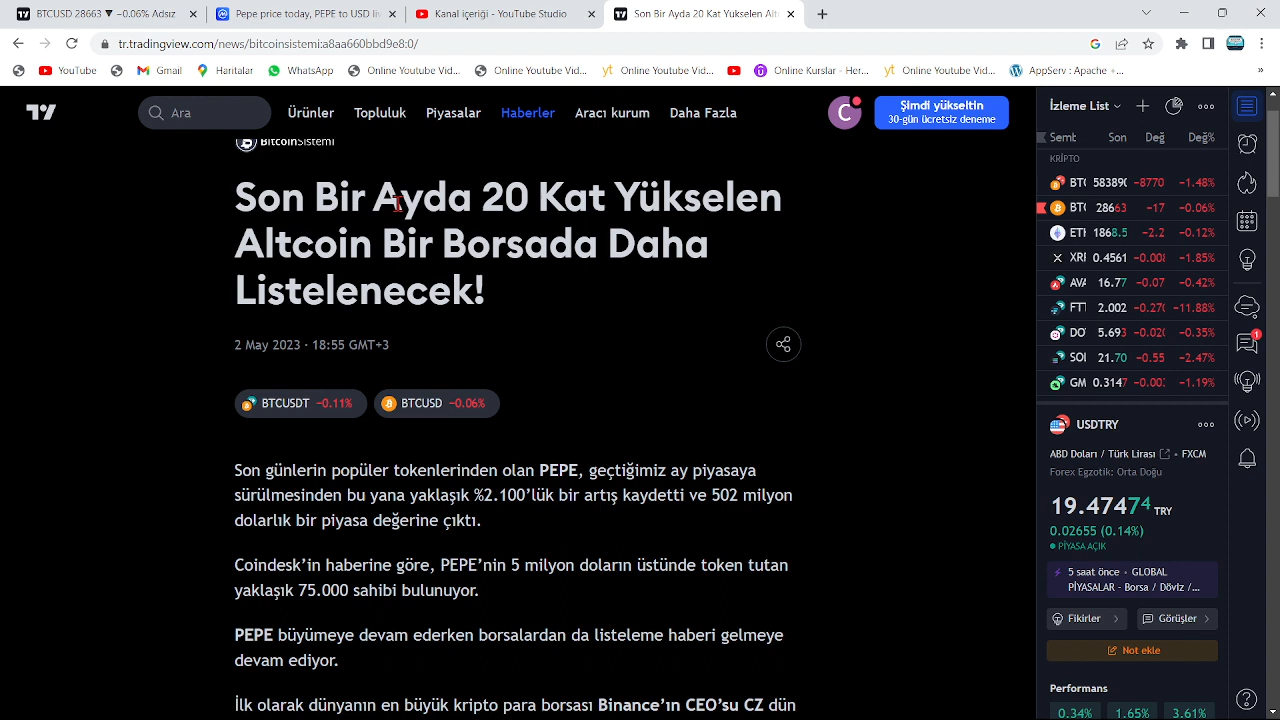 BTCUSD 28663 ▼ −0.06% Adsız
Pepe price today, PEPE to USD liv
Kanal içeriği - YouTube Studio
Son Bir Ayda 20 Kat Yükselen Alt
tr.tradingview.com/news/bitcoinsistemi:a8aa660bbd9e8:0/
YouTube
Gmail
Haritalar
WhatsApp
Online Youtube Vid...
Online Youtube Vid...
Online Youtube Vid...
Online Kurslar - Her...
Online Youtube Vid...
AppServ : Apache +...
»
Ara
Ürünler
Topluluk
Piyasalar
Haberler
Aracı kurum
Daha Fazla
C
Şimdi yükseltin
30-gün ücretsiz deneme
BitcoinSistemi
Son Bir Ayda 20 Kat Yükselen
Altcoin Bir Borsada Daha
Listelenecek!
2 May 2023 · 18:55 GMT+3
BTCUSDT −0.11%
BTCUSD −0.06%
Son günlerin popüler tokenlerinden olan PEPE, geçtiğimiz ay piyasaya
sürülmesinden bu yana yaklaşık %2.100’lük bir artış kaydetti ve 502 milyon
dolarlık bir piyasa değerine çıktı.
Coindesk’in haberine göre, PEPE’nin 5 milyon doların üstünde token tutan
yaklaşık 75.000 sahibi bulunuyor.
PEPE büyümeye devam ederken borsalardan da listeleme haberi gelmeye
devam ediyor.
İlk olarak dünyanın en büyük kripto para borsası Binance’ın CEO’su CZ dün
İzleme List
Semb Son Değ Değ%
KRİPTO
BTC 583890 −8770 −1.48%
BTC 28663 −17 −0.06%
ETH 1868.5 −2.2 −0.12%
XRP 0.4561 −0.008 −1.85%
AVA 16.77 −0.07 −0.42%
FTT 2.002 −0.270 −11.88%
DO 5.693 −0.020 −0.35%
SOL 21.70 −0.55 −2.47%
GM 0.3147 −0.003 −1.19%
USDTRY
ABD Doları / Türk Lirası • FXCM
Forex Egzotik: Orta Doğu
19.47474 TRY
0.02655 (0.14%)
PİYASA AÇIK
5 saat önce • GLOBAL
PİYASALAR - Borsa / Döviz /...
Fikirler
Görüşler
Not ekle
Performans
0.34% 1.65% 3.61%
1